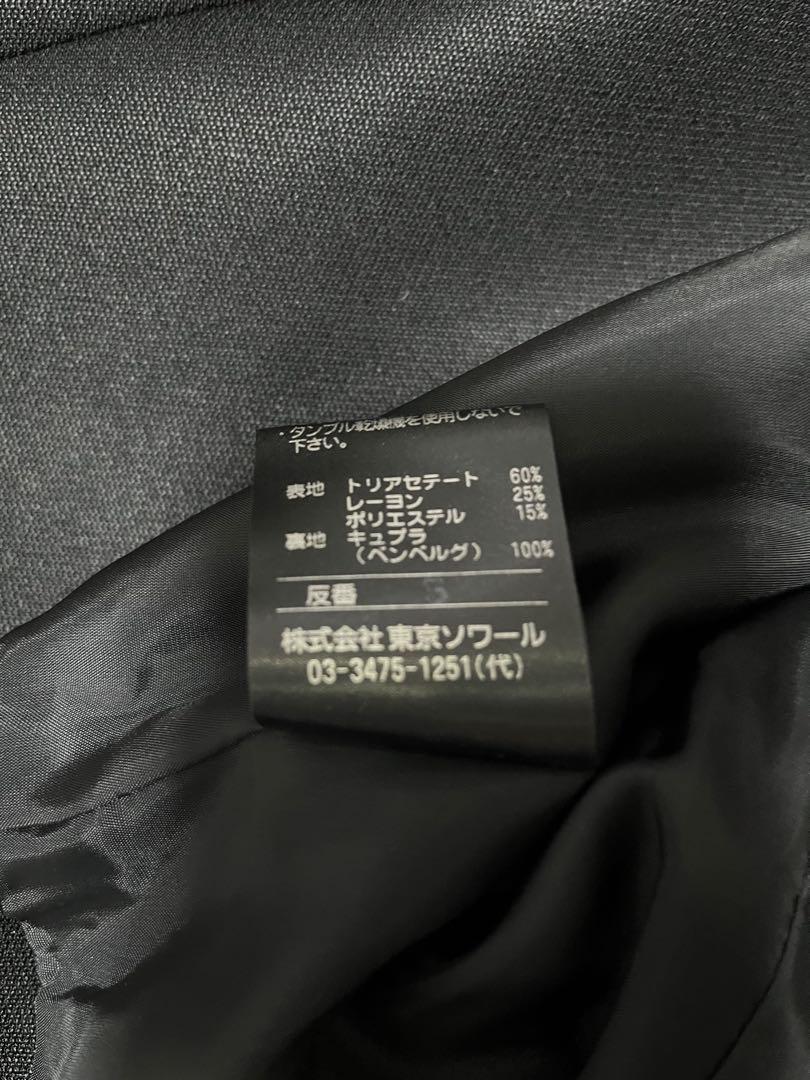 ・タンブル乾燥機を使用しないで
下さい。
表地 トリアセテート 60%
レーヨン 25%
ポリエステル 15%
裏地 キュプラ
(ベンベルグ) 100%
反番
株式会社 東京ソワール
03-3475-1251(代)